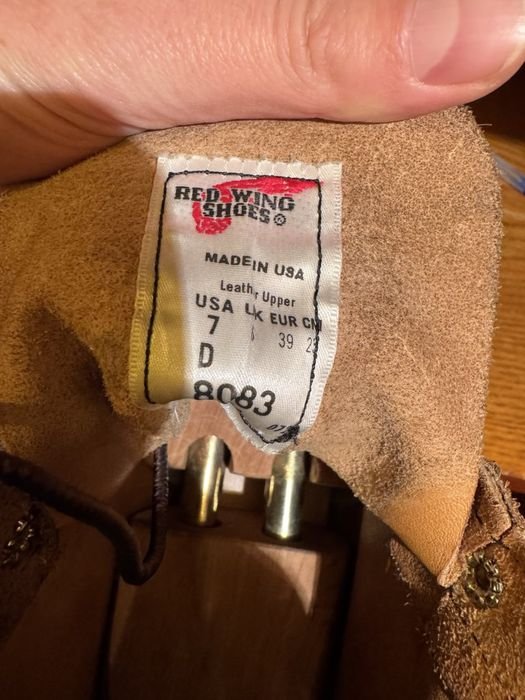 RED WING
SHOES®
MADE IN USA
Leather Upper
USA UK EUR CM
7 39
D
8083